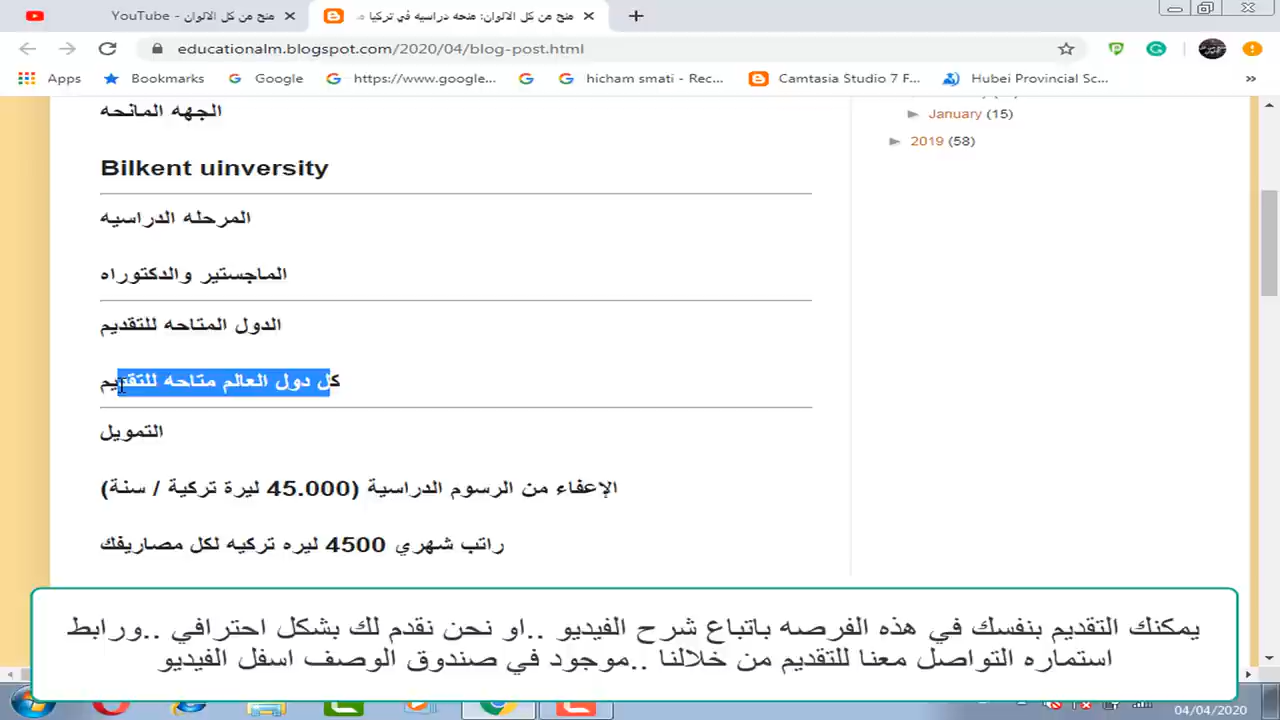 منح من كل الالوان - YouTube
منح من كل الالوان: منحه دراسيه في تركيا
educationalm.blogspot.com/2020/04/blog-post.html
Apps
Bookmarks
Google
https://www.google...
hicham smati - Rec...
Camtasia Studio 7 F...
Hubei Provincial Sc...
»
الجهه المانحه
Bilkent uinversity
المرحله الدراسيه
الماجستير والدكتوراه
الدول المتاحه للتقديم
كل دول العالم متاحه للتقديم
التمويل
الإعفاء من الرسوم الدراسية (45.000 ليرة تركية / سنة)
راتب شهري 4500 ليره تركيه لكل مصاريفك
► January (15)
► 2019 (58)
يمكنك التقديم بنفسك في هذه الفرصه باتباع شرح الفيديو ..او نحن نقدم لك بشكل احترافي ..ورابط
استماره التواصل معنا للتقديم من خلالنا ..موجود في صندوق الوصف اسفل الفيديو
04/04/2020